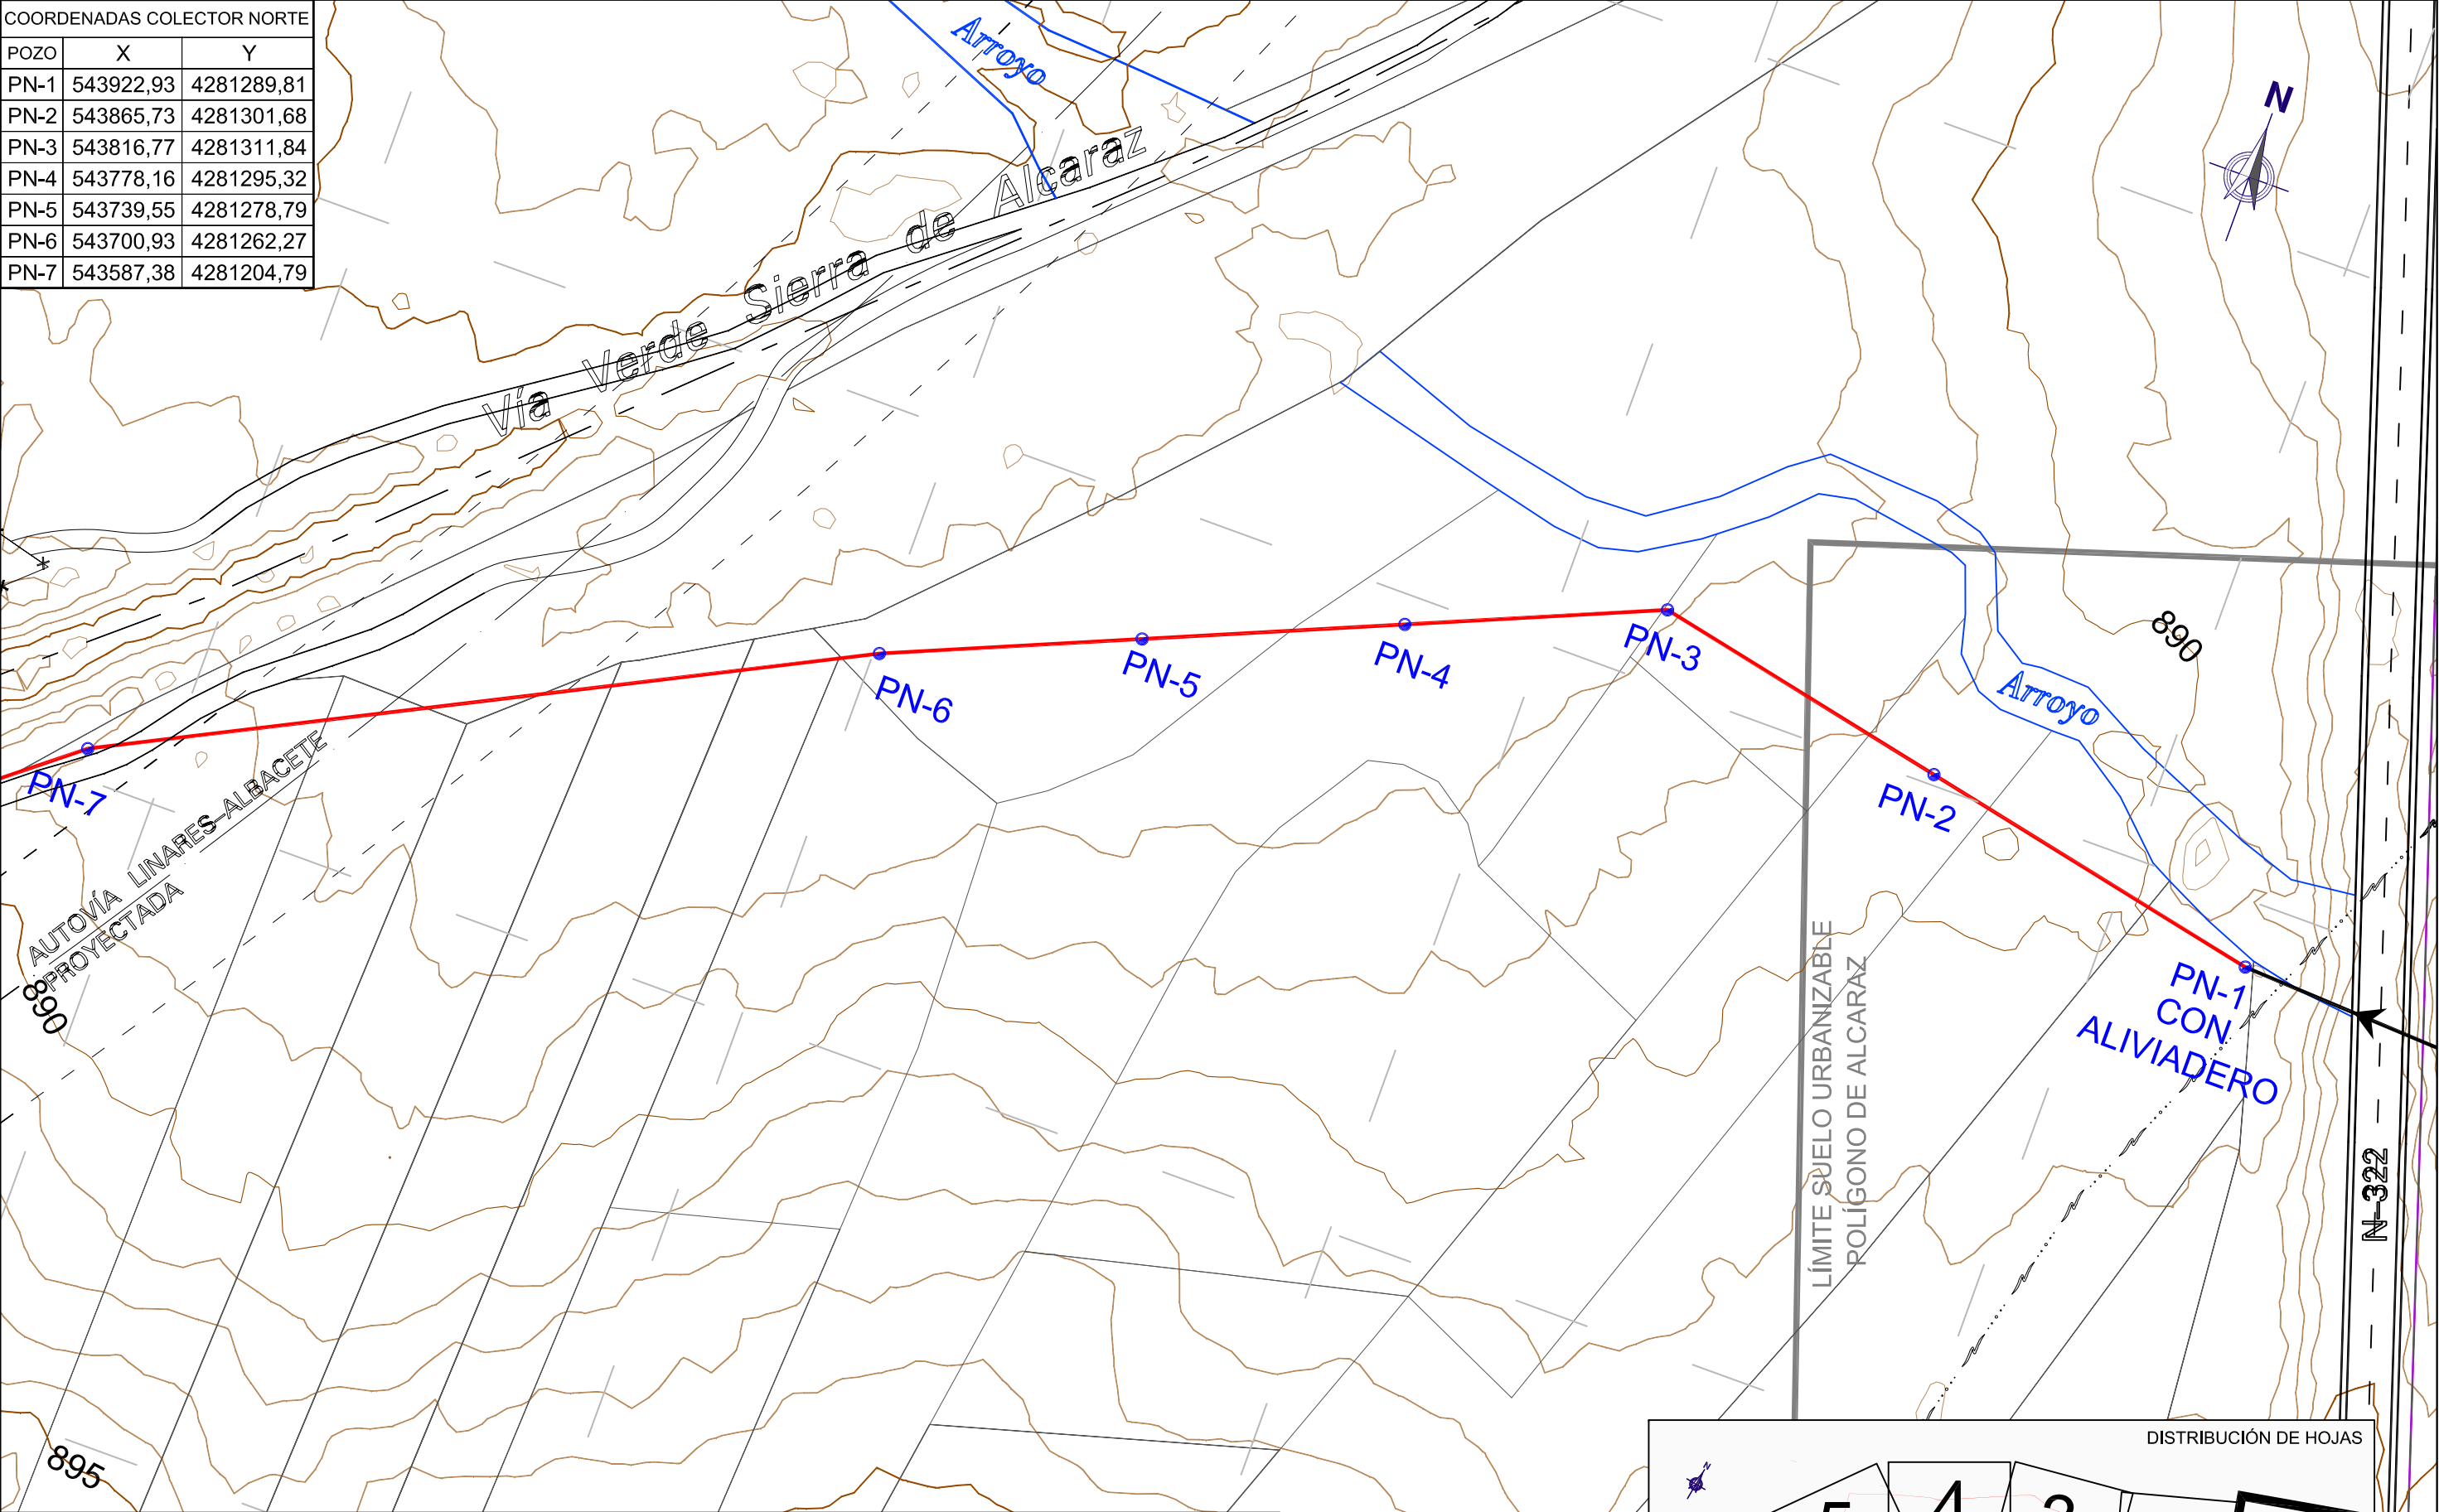 COORDENADAS COLECTOR NORTE
POZO X Y
PN-1 543922,93 4281289,81
PN-2 543865,73 4281301,68
PN-3 543816,77 4281311,84
PN-4 543778,16 4281295,32
PN-5 543739,55 4281278,79
PN-6 543700,93 4281262,27
PN-7 543587,38 4281204,79
Arroyo
N
Vía Verde Sierra de Alcaraz
890
PN-3
PN-4
PN-5
PN-6
Arroyo
PN-7
PN-2
AUTOVÍA LINARES-ALBACETE
PROYECTADA
890
PN-1
CON
ALIVIADERO
LÍMITE SUELO URBANIZABLE
POLÍGONO DE ALCARAZ
N-322
895
DISTRIBUCIÓN DE HOJAS
N
5
4
3